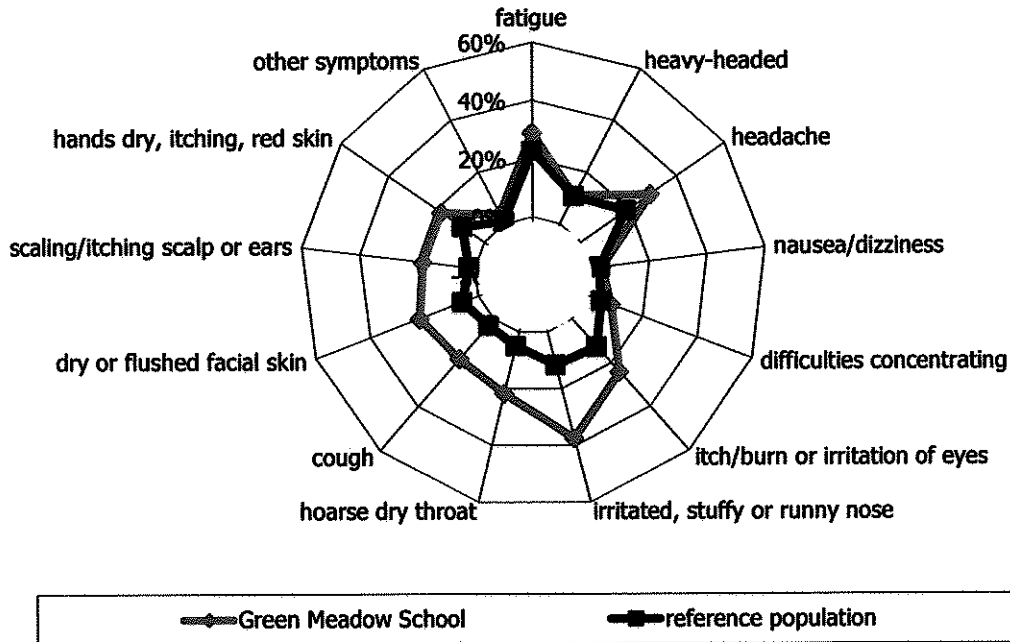 fatigue
60%
other symptoms
heavy-headed
40%
hands dry, itching, red skin
headache
20%
scaling/itching scalp or ears
nausea/dizziness
dry or flushed facial skin
difficulties concentrating
cough
itch/burn or irritation of eyes
hoarse dry throat
irritated, stuffy or runny nose
Green Meadow School
reference population